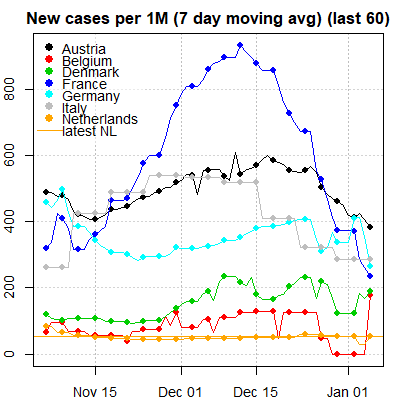 New cases per 1M (7 day moving avg) (last 60)
Austria
Belgium
Denmark
France
Germany
Italy
Netherlands
latest NL
800
600
400
200
0
Nov 15 Dec 01 Dec 15 Jan 01